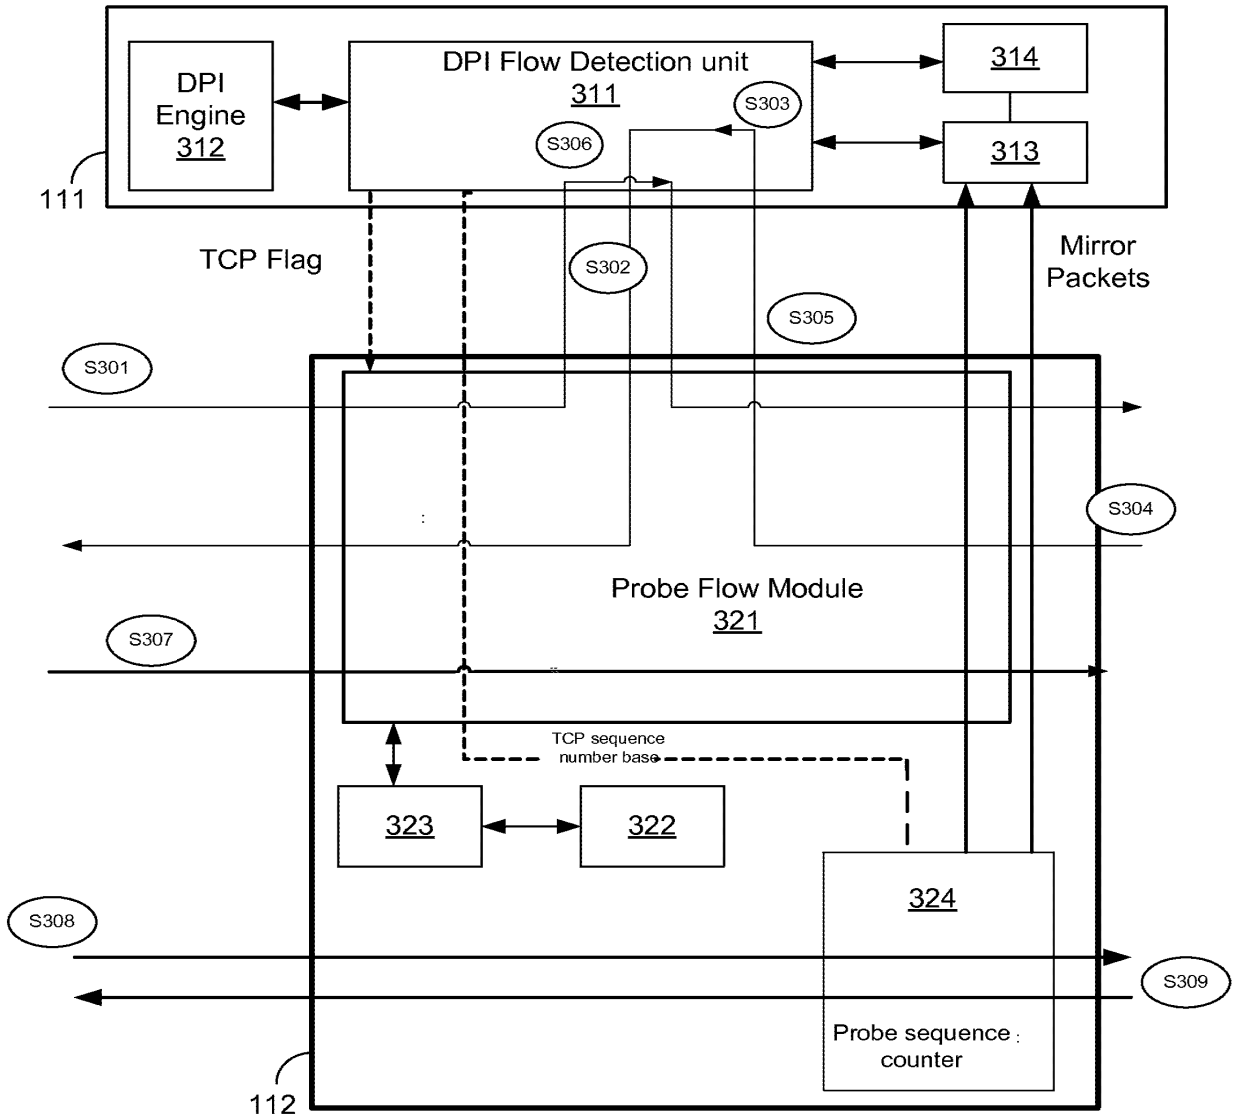 DPI
Engine
312
DPI Flow Detection unit
311
314
S303
S306
313
111
TCP Flag
S302
Mirror
Packets
S305
S301
S304
Probe Flow Module
321
S307
TCP sequence
number base
323
322
324
S308
S309
Probe sequence :
counter
112